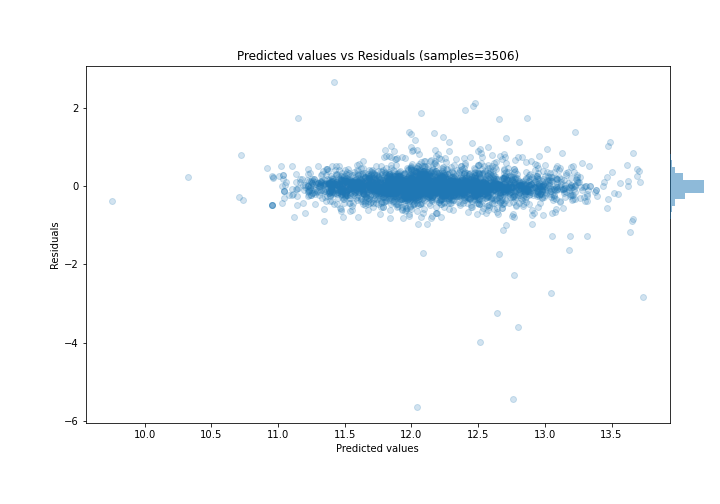 Predicted values vs Residuals (samples=3506)
2
0
−2
−4
−6
Residuals
10.0 10.5 11.0 11.5 12.0 12.5 13.0 13.5
Predicted values